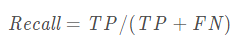 Recall = TP/(TP + FN)